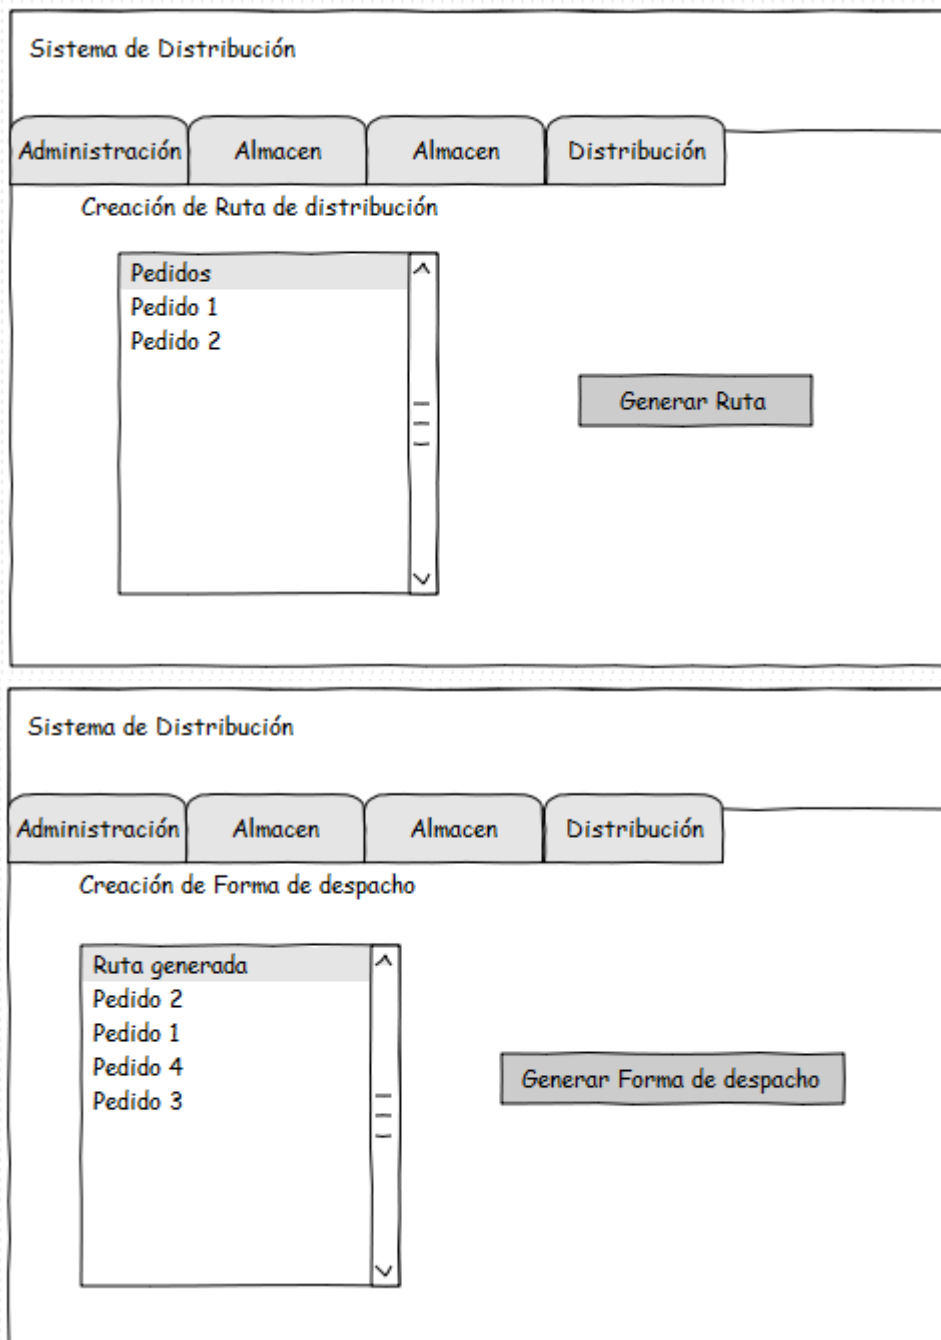 Sistema de Distribución
Administración Almacen Almacen Distribución
Creación de Ruta de distribución
Pedidos
Pedido 1
Pedido 2
Generar Ruta
Sistema de Distribución
Administración Almacen Almacen Distribución
Creación de Forma de despacho
Ruta generada
Pedido 2
Pedido 1
Pedido 4
Pedido 3
Generar Forma de despacho